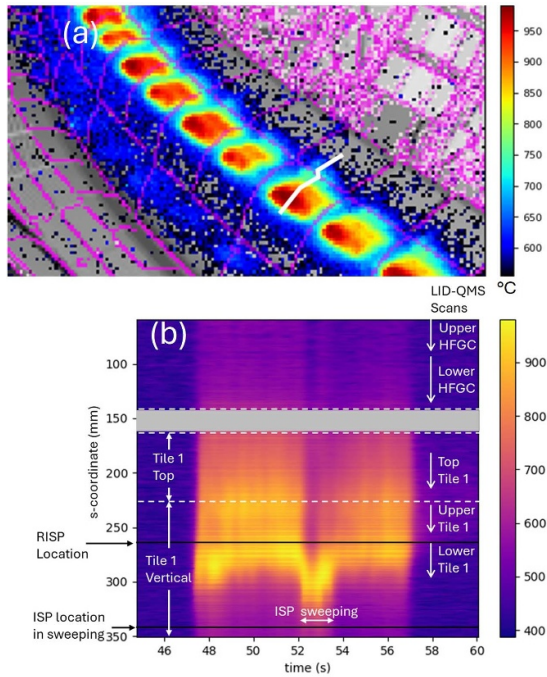 (a)
950
900
850
800
750
700
650
600
°C
LID-QMS
Scans
(b)
Upper
HFGC
Lower
HFGC
Tile 1
Top
Top
Tile 1
Upper
Tile 1
Lower
Tile 1
RISP
Location
Tile 1
Vertical
ISP location
in sweeping
ISP sweeping
s-coordinate (mm)
100
150
200
250
300
350
46
48
50
52
54
56
58
60
time (s)
900
800
700
600
500
400